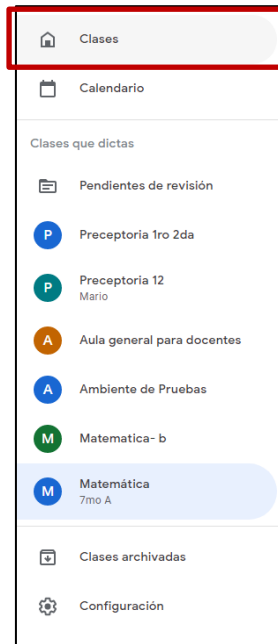 Clases
Calendario
Clases que dictas
Pendientes de revisión
P Preceptoria 1ro 2da
P Preceptoria 12
Mario
A Aula general para docentes
A Ambiente de Pruebas
M Matematica- b
M Matemática
7mo A
Clases archivadas
Configuración